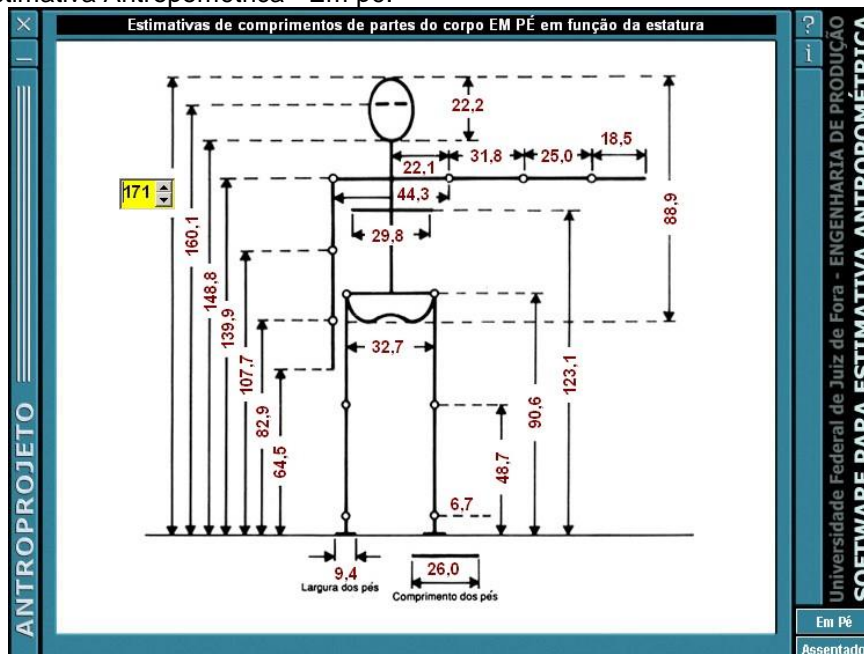 Estimativa Antropométrica - Em pé.
Estimativas de comprimentos de partes do corpo EM PÉ em função da estatura
?
i
22,2
18,5
31,8
25,0
22,1
171
44,3
88,9
160,1
29,8
148,8
139,9
107,7
32,7
123,1
82,9
90,6
64,5
48,7
6,7
9,4
26,0
Largura dos pés
Comprimento dos pés
ANTROPROJETO
Universidade Federal de Juiz de Fora - ENGENHARIA DE PRODUÇÃO
SOFTWARE PARA ESTIMATIVA ANTROPOMÉTRICA
Em Pé
Assentado